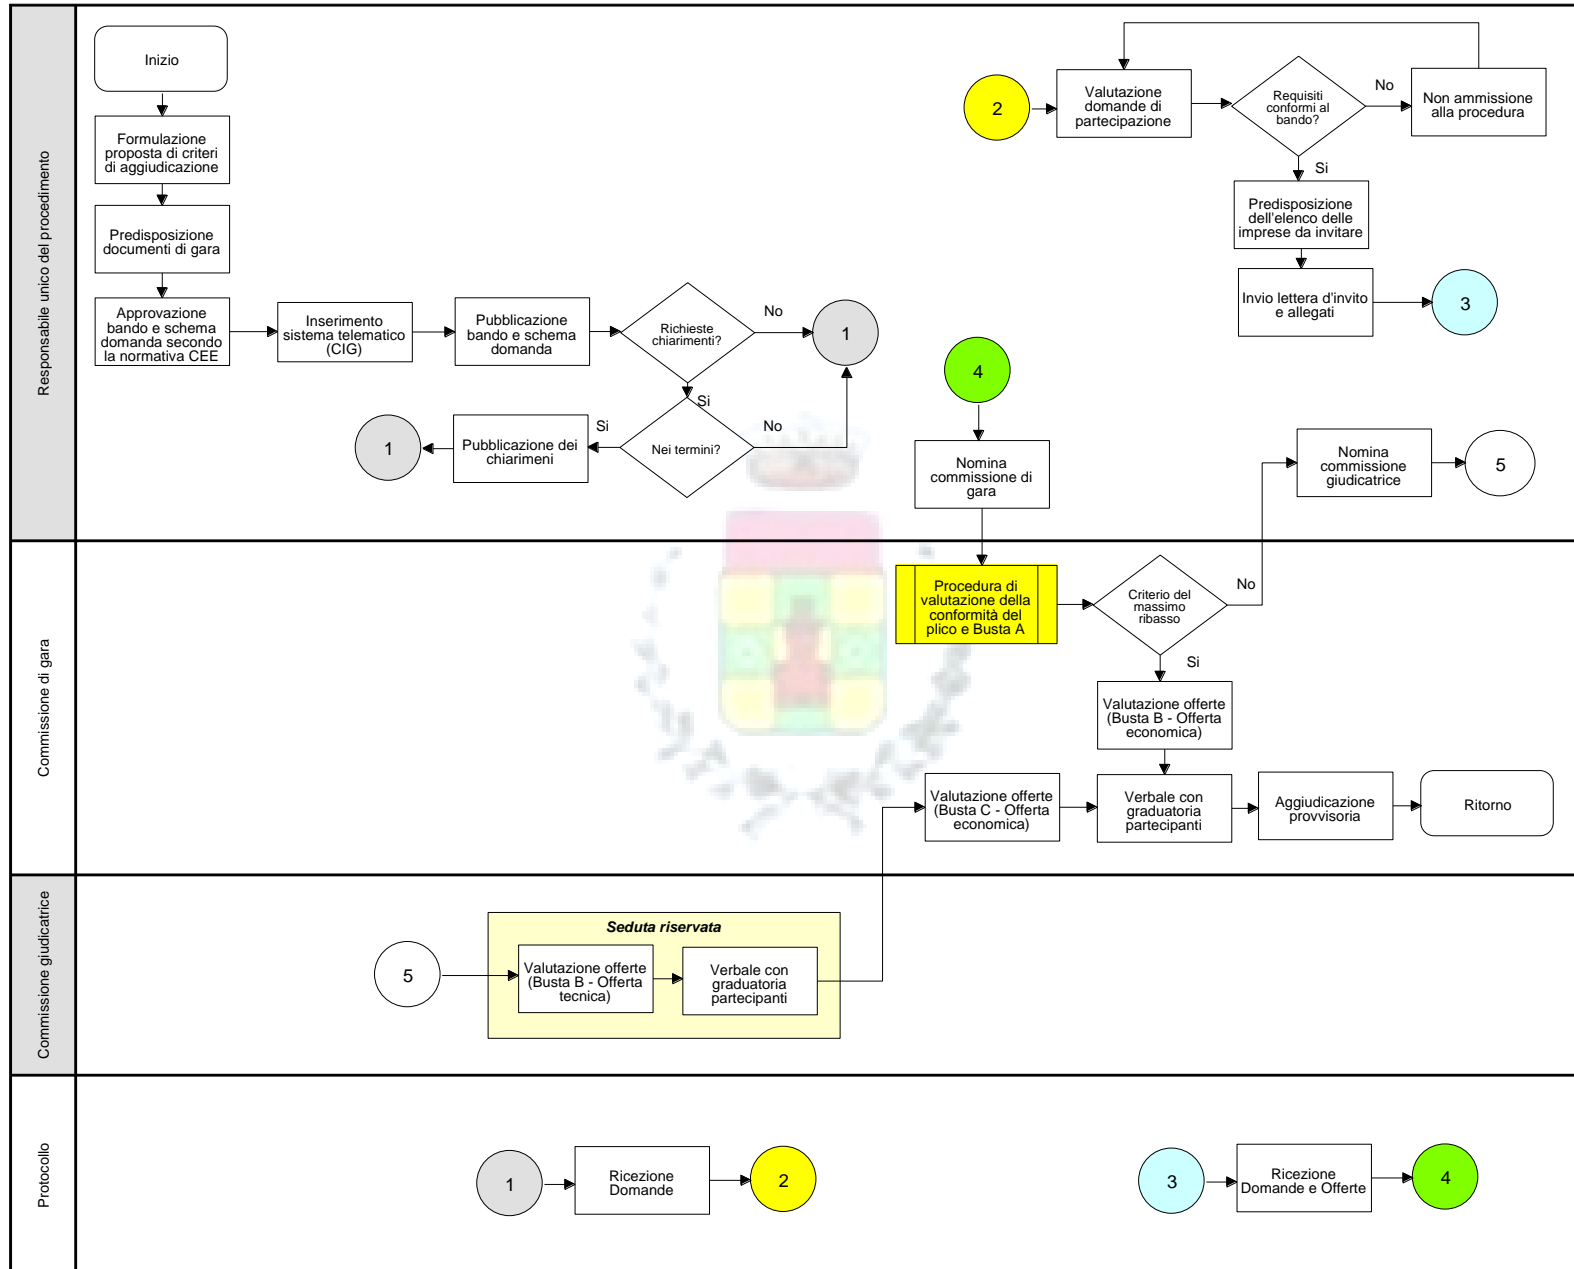 Responsabile unico del procedimento
Inizio
Formulazione
proposta di criteri
di aggiudicazione
Predisposizione
documenti di gara
Approvazione
bando e schema
domanda secondo
la normativa CEE
Inserimento
sistema telematico
(CIG)
Pubblicazione
bando e schema
domanda
Richieste
chiarimenti?
No
1
Si
Nei termini?
No
Si
Pubblicazione dei
chiarimeni
1
2
Valutazione
domande di
partecipazione
Requisiti
conformi al
bando?
No
Non ammissione
alla procedura
Si
Predisposizione
dell'elenco delle
imprese da invitare
Invio lettera d'invito
e allegati
3
4
Nomina
commissione di
gara
Nomina
commissione
giudicatrice
5
Commissione di gara
Procedura di
valutazione della
conformità del
plico e Busta A
Criterio del
massimo
ribasso
No
Si
Valutazione offerte
(Busta B - Offerta
economica)
Valutazione offerte
(Busta C - Offerta
economica)
Verbale con
graduatoria
partecipanti
Aggiudicazione
provvisoria
Ritorno
Commissione giudicatrice
5
Seduta riservata
Valutazione offerte
(Busta B - Offerta
tecnica)
Verbale con
graduatoria
partecipanti
Protocollo
1
Ricezione
Domande
2
3
Ricezione
Domande e Offerte
4